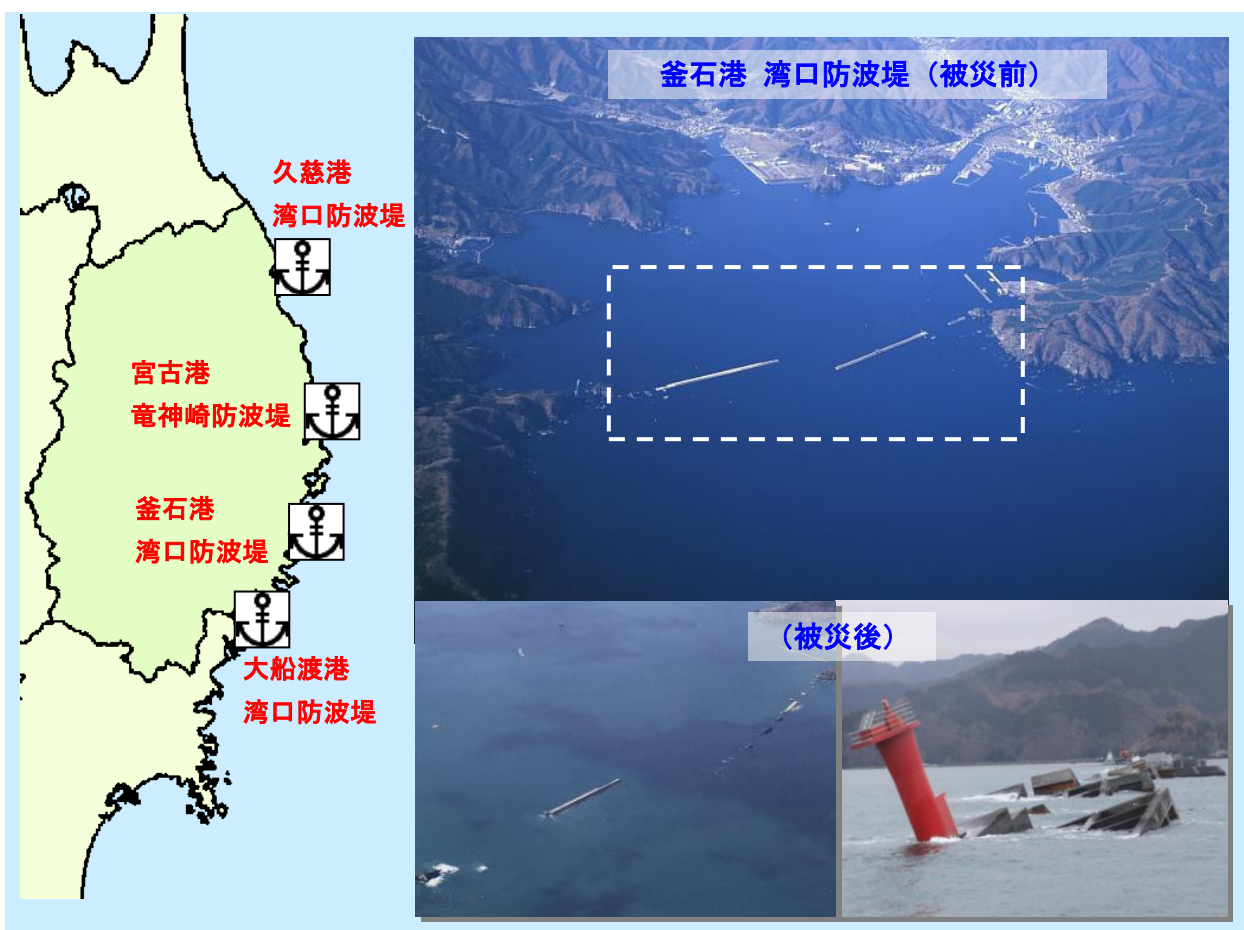 久慈港
湾口防波堤
宮古港
竜神崎防波堤
釜石港
湾口防波堤
大船渡港
湾口防波堤
釜石港 湾口防波堤（被災前）
（被災後）